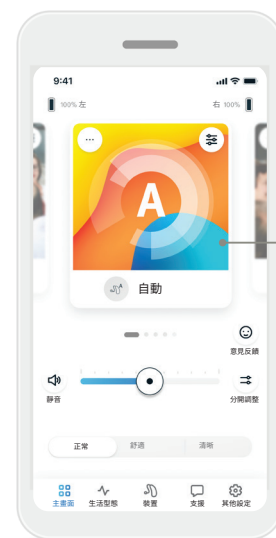 9:41
100% 左
右 100%
A
自動
意見反饋
靜音
分開調整
正常
舒適
清晰
主畫面
生活型態
裝置
支援
其他設定